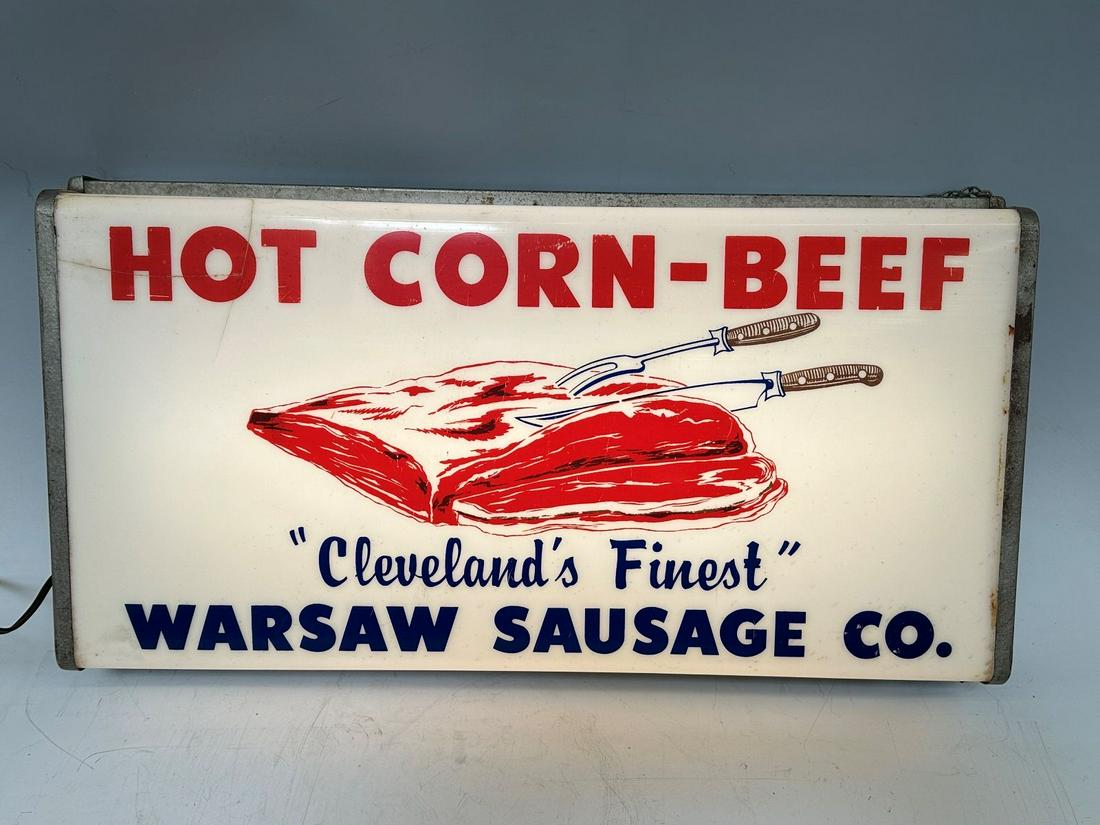 HOT CORN-BEEF
"Cleveland's Finest"
WARSAW SAUSAGE CO.